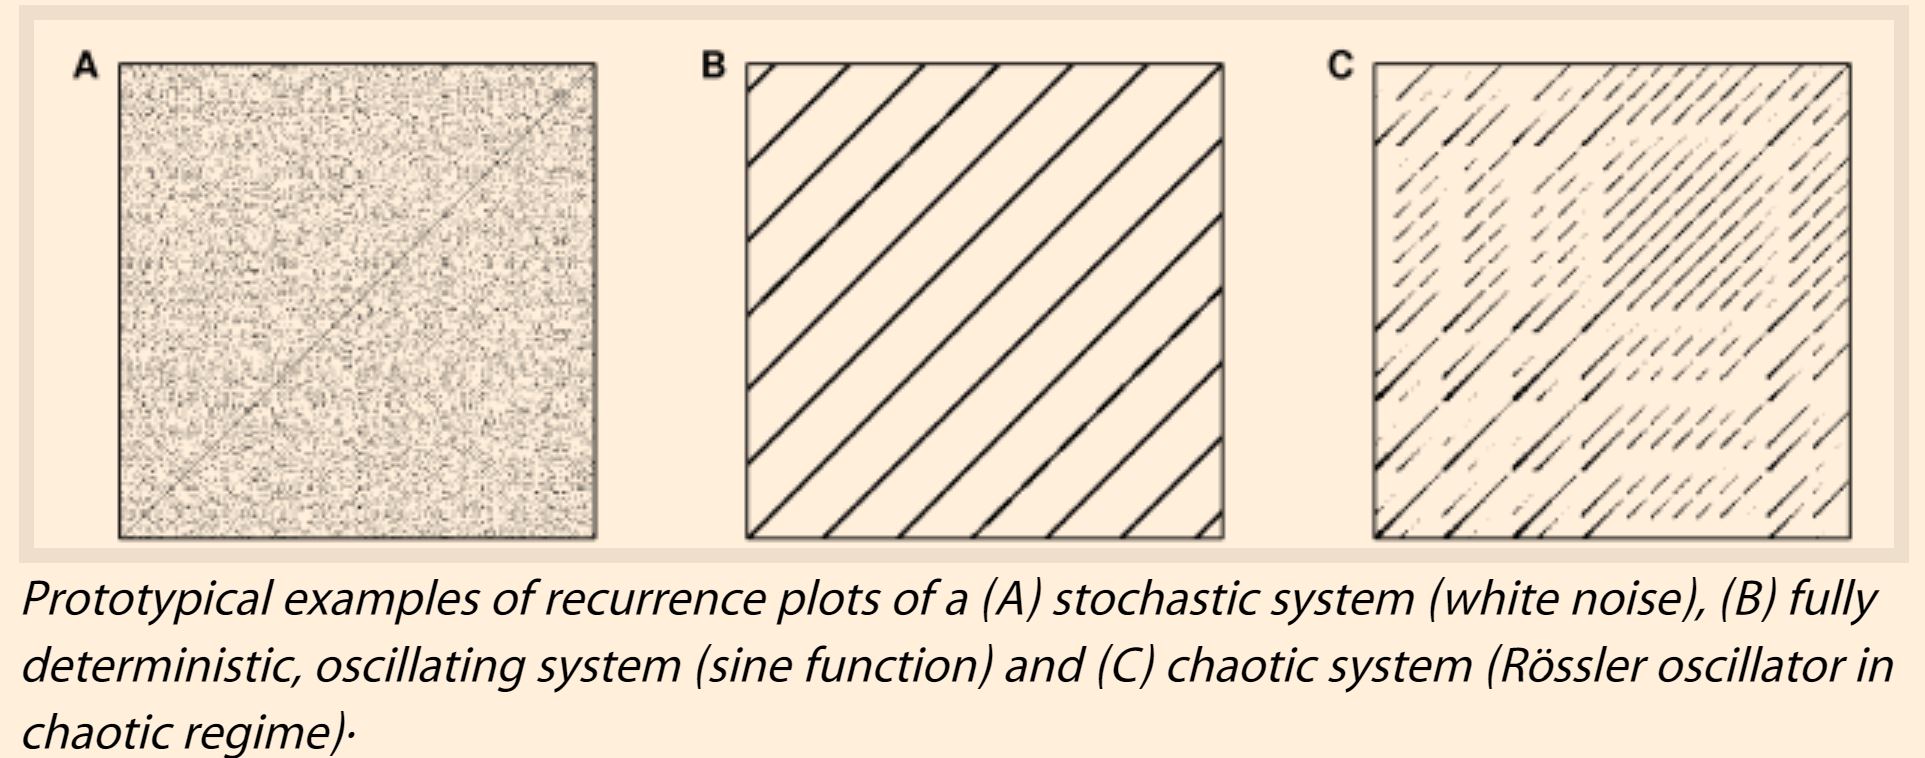 A B C
Prototypical examples of recurrence plots of a (A) stochastic system (white noise), (B) fully
deterministic, oscillating system (sine function) and (C) chaotic system (Rössler oscillator in
chaotic regime).